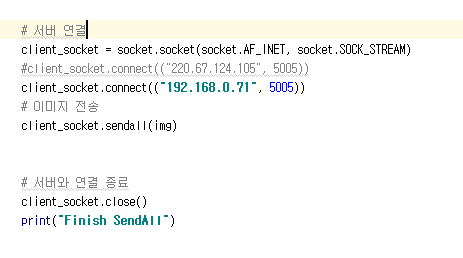 # 서버 연결
client_socket = socket.socket(socket.AF_INET, socket.SOCK_STREAM)
#client_socket.connect(("220.67.124.105", 5005))
client_socket.connect(("192.168.0.71", 5005))
# 이미지 전송
client_socket.sendall(img)
# 서버와 연결 종료
client_socket.close()
print("Finish SendAll")